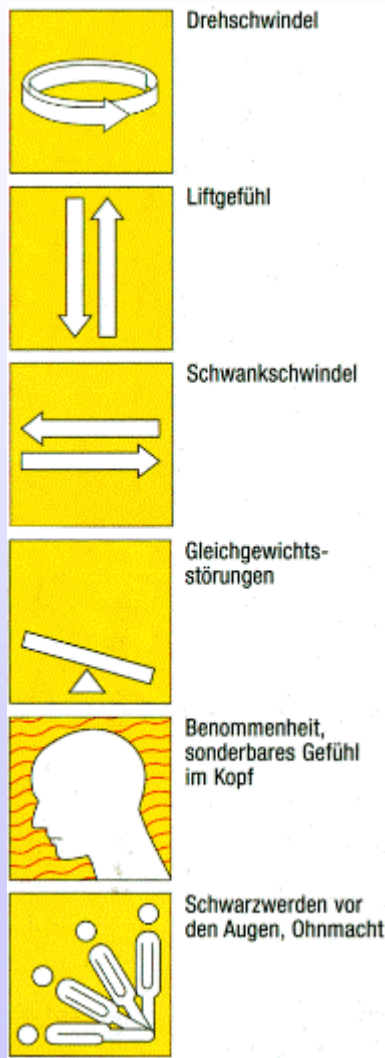 Drehschwindel
Liftgefühl
Schwankschwindel
Gleichgewichts-
störungen
Benommenheit,
sonderbares Gefühl
im Kopf
Schwarzwerden vor
den Augen, Ohnmacht